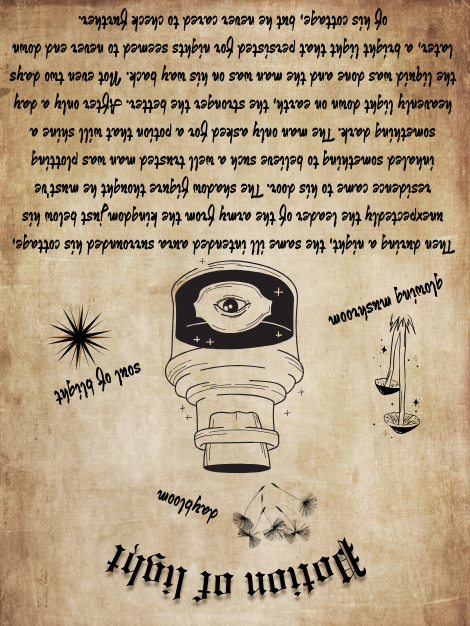 Potion of light
daybloom
soul of blight
glowing mushroom
Then during a night, the same ill intended aura surrounded his cottage,
unexpectedly the leader of the army from the kingdom just below his
residence came to his door. The shadow figure thought he must've
inhaled something to believe such a well trusted man was plotting
something dark. The man only asked for a potion that will shine a
heavenly light down on earth, the stronger the better. After only a day
the liquid was done and the man was on his way back. Not even two days
later, a bright light that persisted for nights seemed to never end down
of his cottage, but he never cared to check further.